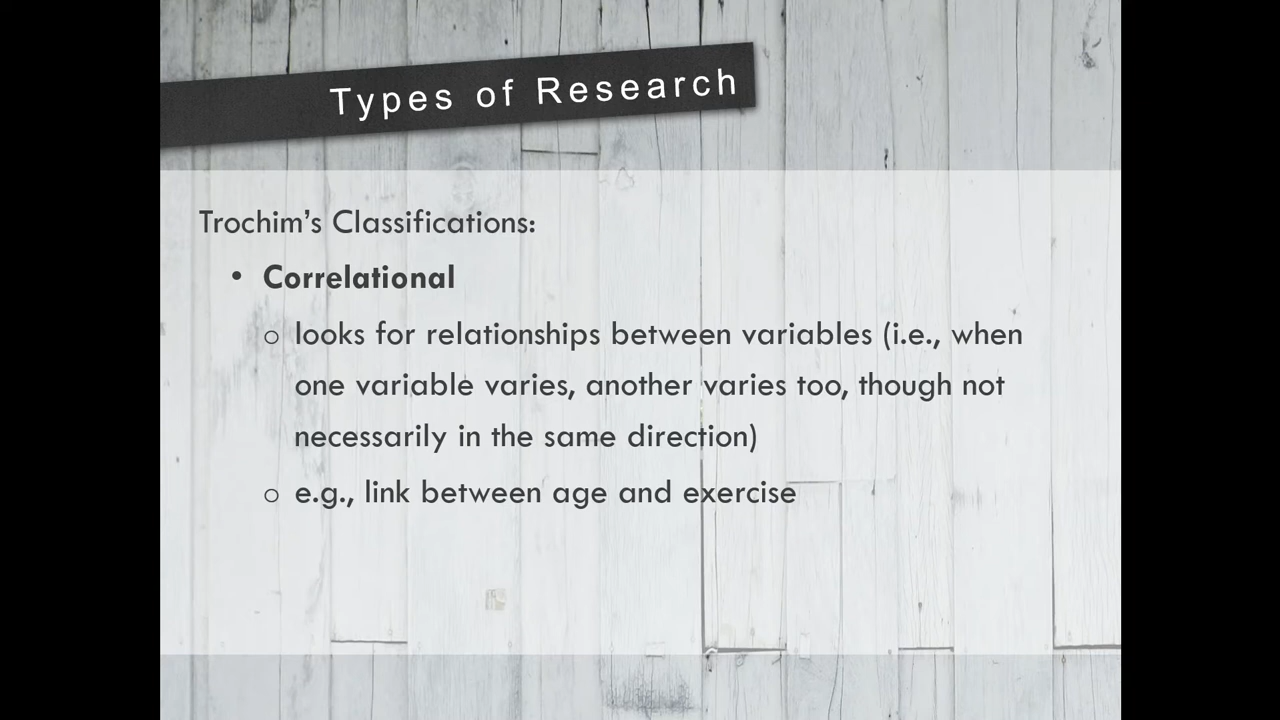 Types of Research
Trochim’s Classifications:
• Correlational
o looks for relationships between variables (i.e., when
one variable varies, another varies too, though not
necessarily in the same direction)
o e.g., link between age and exercise